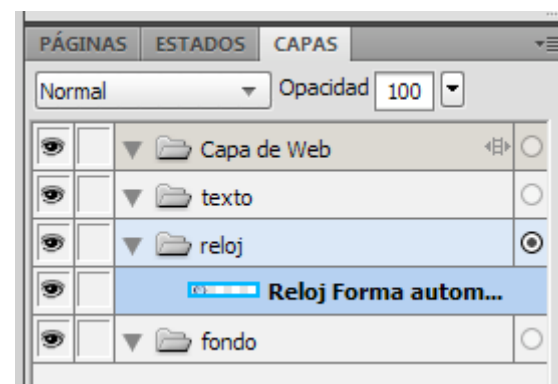 PÁGINAS ESTADOS CAPAS
Normal Opacidad 100
Capa de Web
texto
reloj
Reloj Forma autom...
fondo